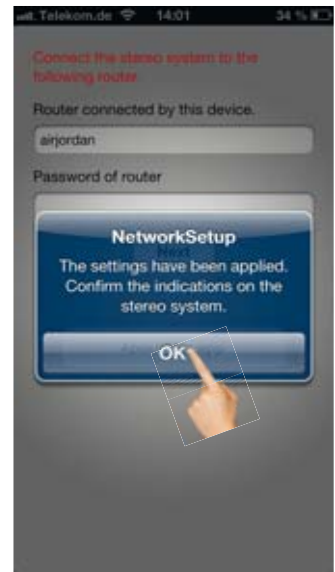 Telekom.de 14:01 34 %
Connect the stereo system to the
following router.
Router connected by this device.
airjordan
Password of router
Next
NetworkSetup
The settings have been applied.
Confirm the indications on the
stereo system.
OK